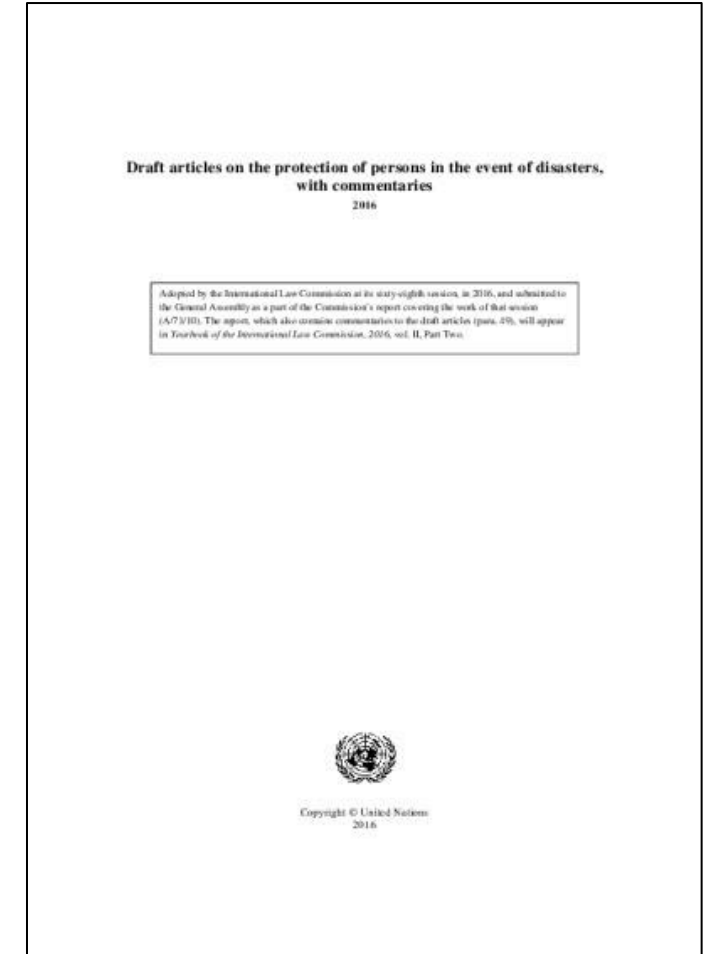 Draft articles on the protection of persons in the event of disasters,
with commentaries
2016
Adopted by the International Law Commission at its sixty-eighth session, in 2016, and submitted to
the General Assembly as a part of the Commission's report covering the work of that session
(A/71/10). The report, which also contains commentaries to the draft articles (para. 49), will appear
in Yearbook of the International Law Commission, 2016, vol. II, Part Two.
Copyright © United Nations
2016